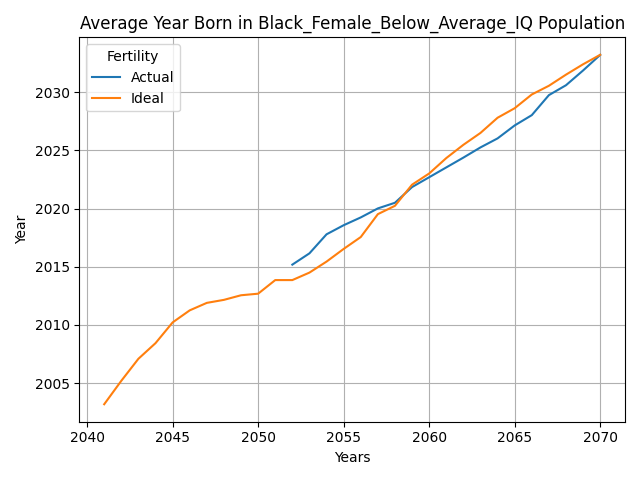 Average Year Born in Black_Female_Below_Average_IQ Population
Fertility
Actual
Ideal
Year
2030
2025
2020
2015
2010
2005
2040 2045 2050 2055 2060 2065 2070
Years